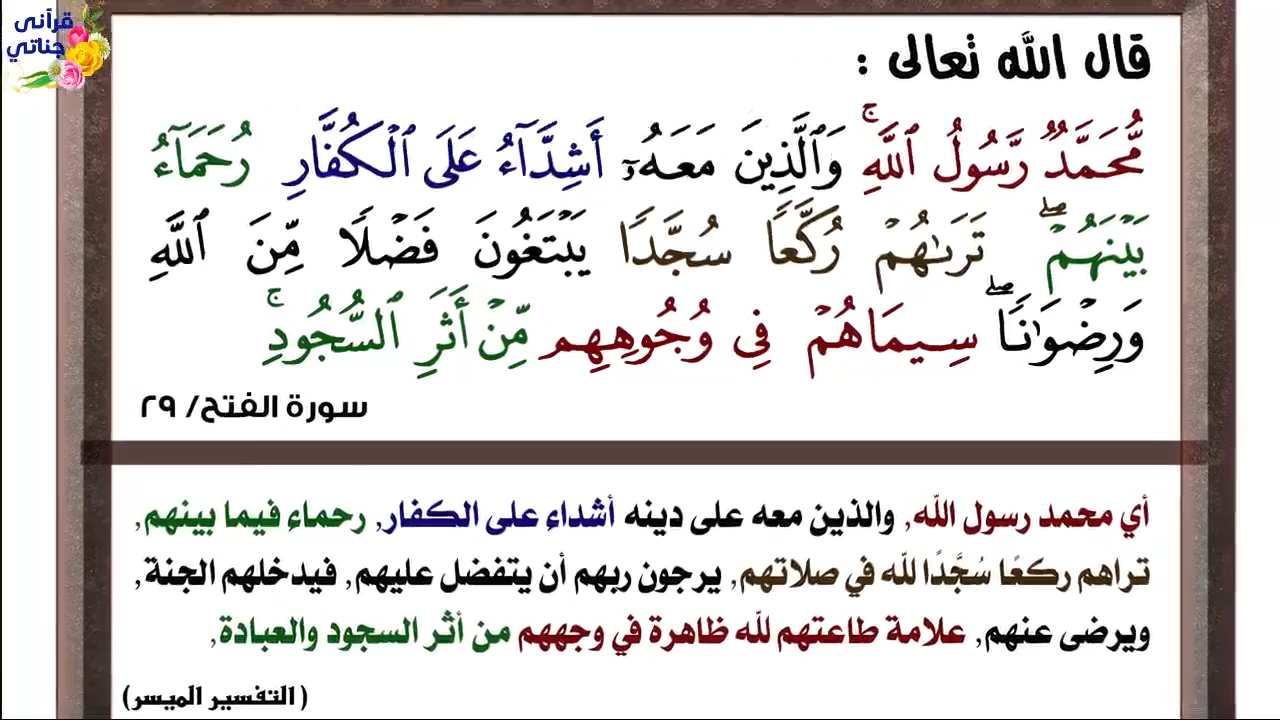 قرآنى
جناتي
قال الله تعالى :
مُّحَمَّدٌ رَّسُولُ ٱللَّهِۚ وَٱلَّذِينَ مَعَهُۥٓ أَشِدَّآءُ عَلَى ٱلْكُفَّارِ رُحَمَآءُ
بَيْنَهُمْۖ تَرَىٰهُمْ رُكَّعًا سُجَّدًا يَبْتَغُونَ فَضْلًا مِّنَ ٱللَّهِ
وَرِضْوَٰنًاۖ سِيمَاهُمْ فِى وُجُوهِهِم مِّنْ أَثَرِ ٱلسُّجُودِۚ
سورة الفتح/ ٢٩
أي محمد رسول الله, والذين معه على دينه أشداء على الكفار, رحماء فيما بينهم,
تراهم ركعًا سُجَّدًا لله في صلاتهم, يرجون ربهم أن يتفضل عليهم, فيدخلهم الجنة,
ويرضى عنهم, علامة طاعتهم لله ظاهرة في وجههم من أثر السجود والعبادة,
(التفسير الميسر)